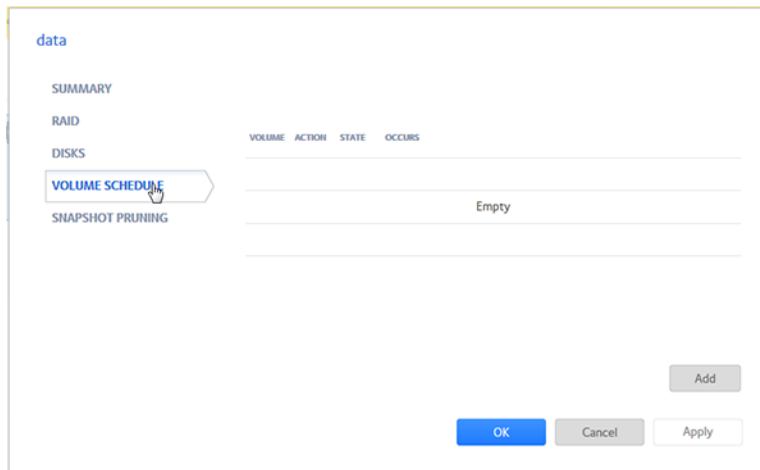 data
SUMMARY
RAID
DISKS
VOLUME SCHEDULE
SNAPSHOT PRUNING
VOLUME ACTION STATE OCCURS
Empty
Add
OK Cancel Apply